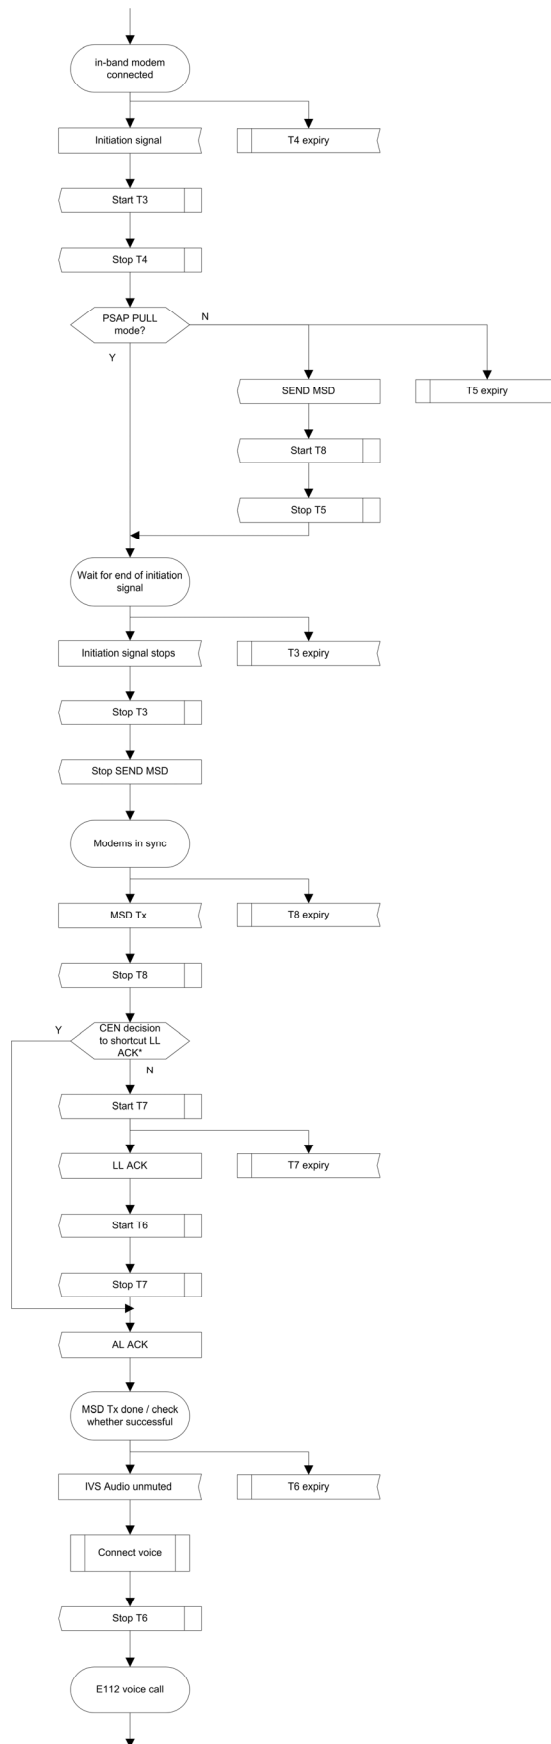 in-band modem
connected
Initiation signal
T4 expiry
Start T3
Stop T4
PSAP PULL
mode?
N
Y
SEND MSD
T5 expiry
Start T8
Stop T5
Wait for end of initiation
signal
Initiation signal stops
T3 expiry
Stop T3
Stop SEND MSD
Modems in sync
MSD Tx
T8 expiry
Stop T8
Y
CEN decision
to shortcut LL
ACK*
N
Start T7
LL ACK
T7 expiry
Start T6
Stop T7
AL ACK
MSD Tx done / check
whether successful
IVS Audio unmuted
T6 expiry
Connect voice
Stop T6
E112 voice call